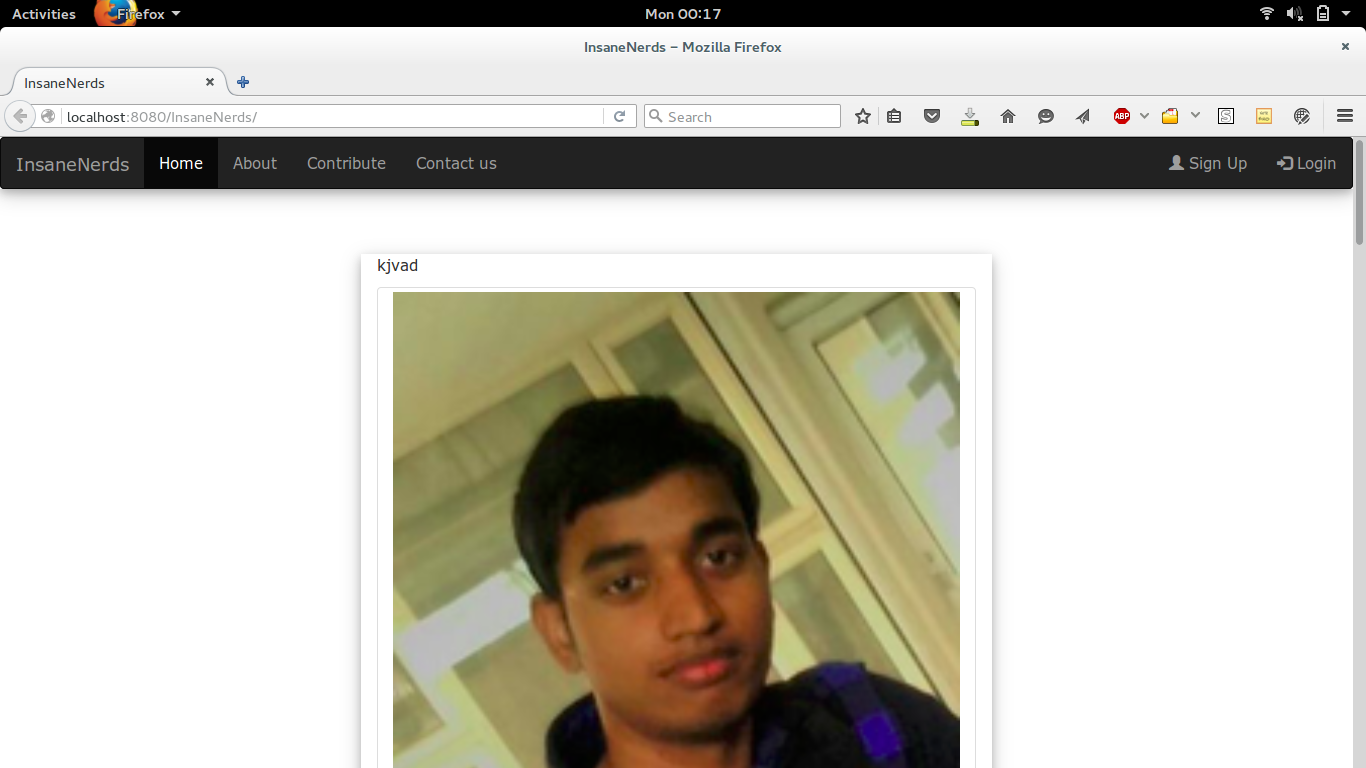 Activities Firefox Mon 00:17
InsaneNerds - Mozilla Firefox
InsaneNerds
localhost:8080/InsaneNerds/ Search ABP S
InsaneNerds Home About Contribute Contact us Sign Up Login
kjvad